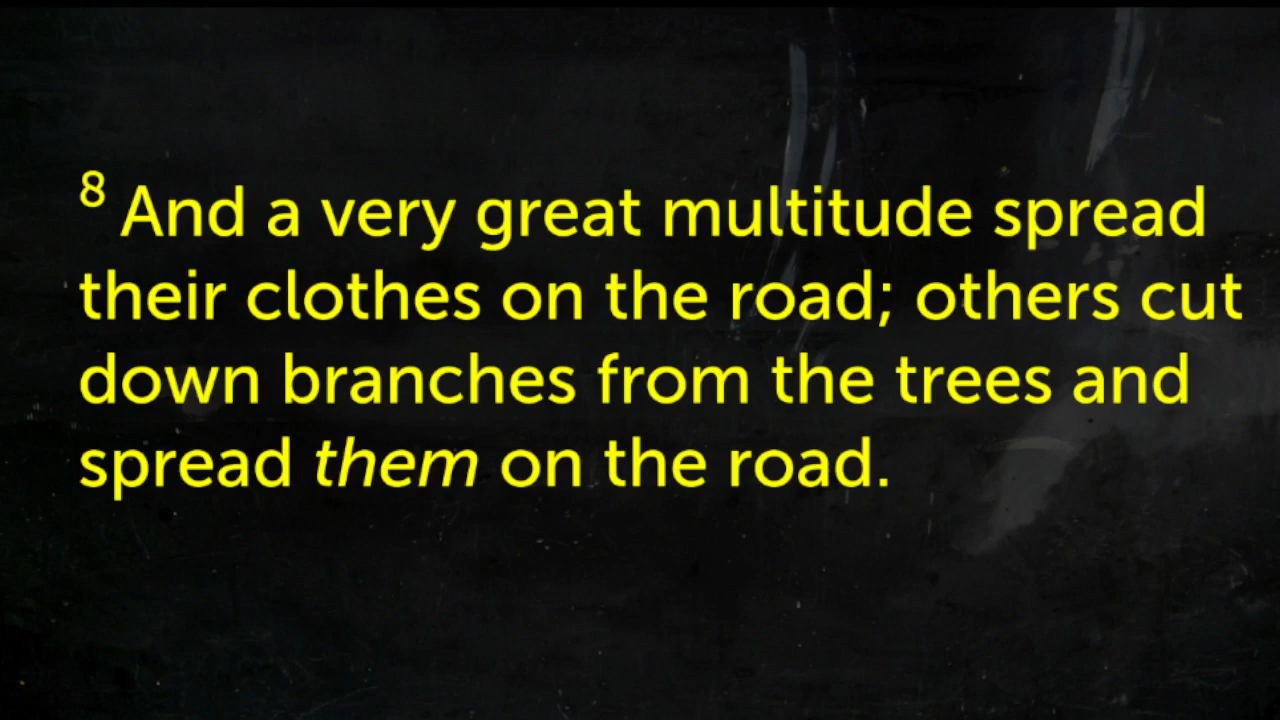 8 And a very great multitude spread
their clothes on the road; others cut
down branches from the trees and
spread them on the road.